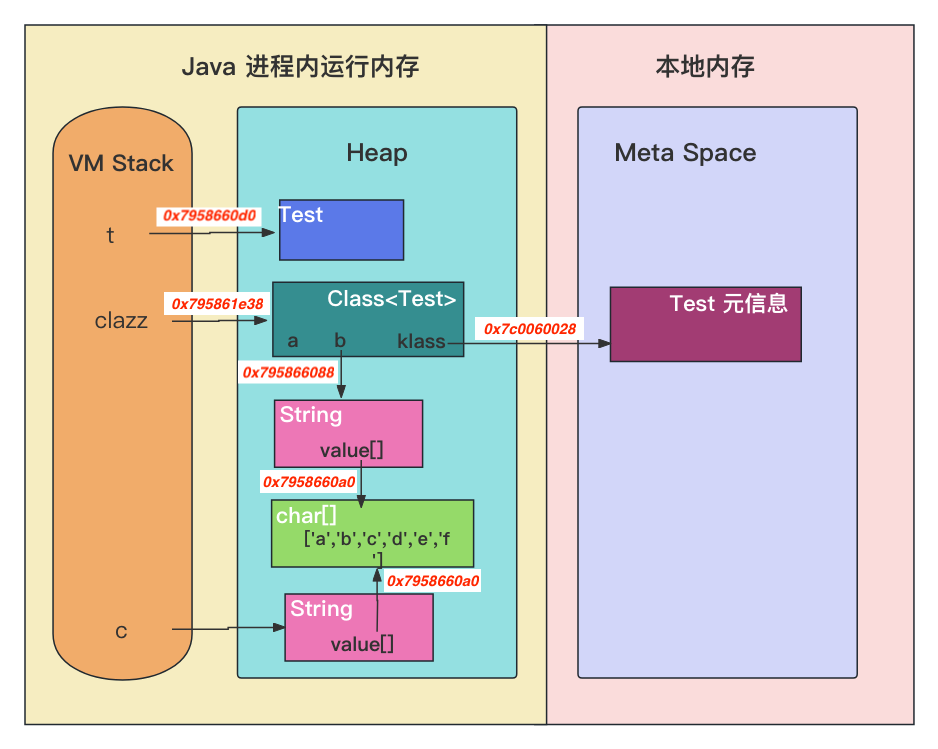 Java 进程内运行内存
本地内存
VM Stack
Heap
Meta Space
t
0x7958660d0
Test
clazz
0x795861e38
Class<Test>
a b klass
0x7c0060028
Test 元信息
0x795866088
String
value[]
0x7958660a0
char[]
['a','b','c','d','e','f
']
0x7958660a0
c
String
value[]